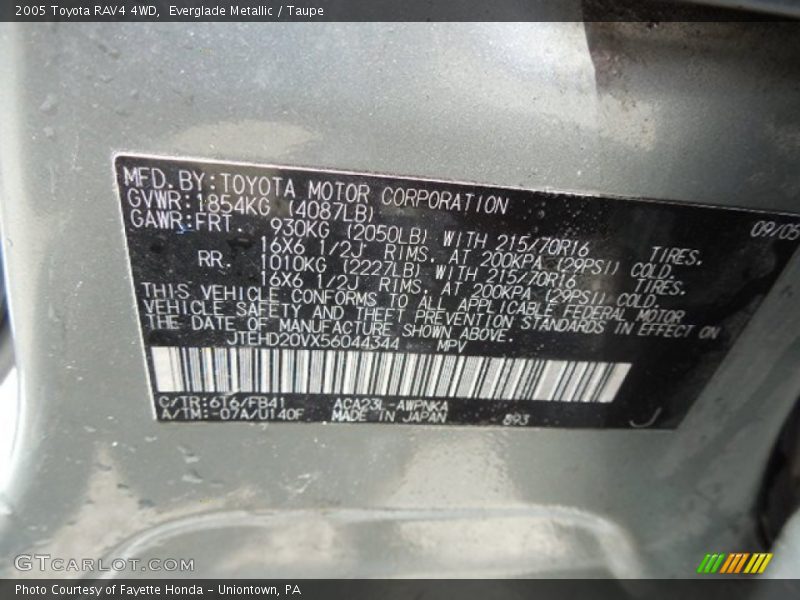 2005 Toyota RAV4 4WD, Everglade Metallic / Taupe
MFD. BY: TOYOTA MOTOR CORPORATION 09/05
GVWR: 1854KG (4087LB)
GAWR: FRT. 930KG (2050LB) WITH 215/70R16 TIRES.
16X6 1/2J RIMS. AT 200KPA (29PSI) COLD.
RR. 1010KG (2227LB) WITH 215/70R16 TIRES.
16X6 1/2J RIMS. AT 200KPA (29PSI) COLD.
THIS VEHICLE CONFORMS TO ALL APPLICABLE FEDERAL MOTOR
VEHICLE SAFETY AND THEFT PREVENTION STANDARDS IN EFFECT ON
THE DATE OF MANUFACTURE SHOWN ABOVE.
JTEHD20VX56044344 MPV
C/TR: 6T6/FB41 ACA23L-AWPNKA
A/TM: -07A/U140F MADE IN JAPAN 893 J
GTCARLOT.COM
Photo Courtesy of Fayette Honda - Uniontown, PA